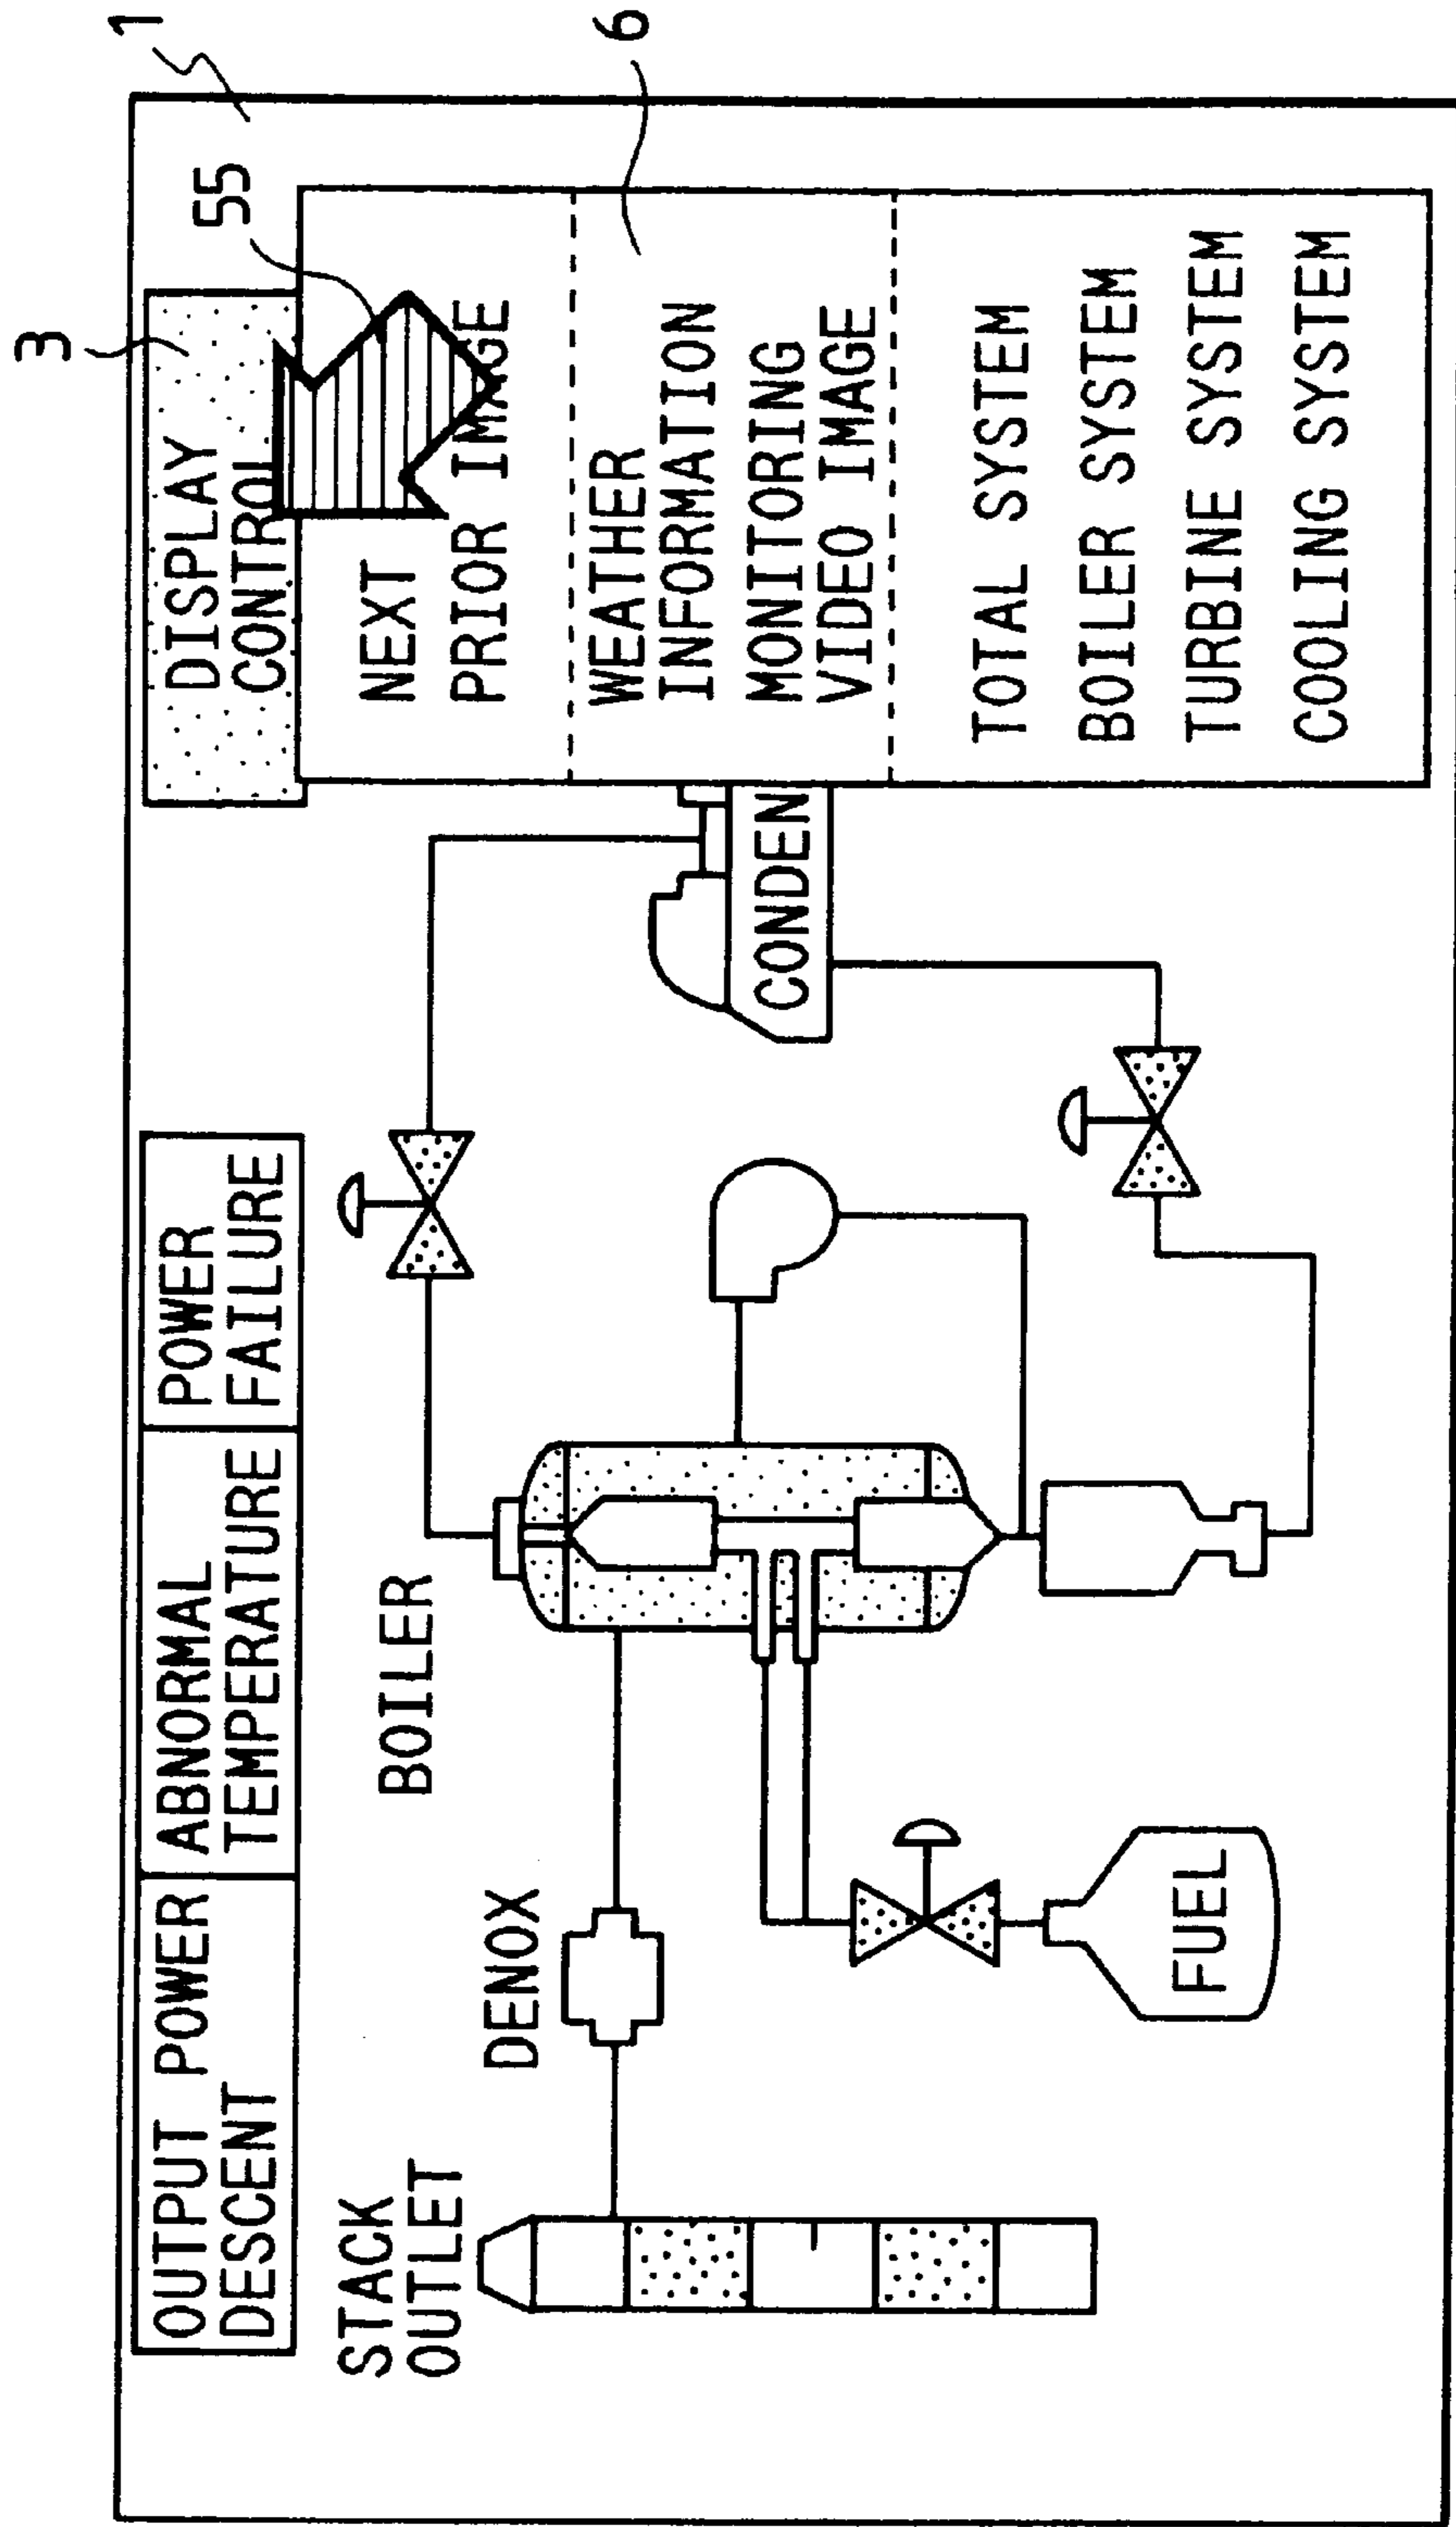 1
3
55
6
OUTPUT POWER
DESCENT
ABNORMAL
TEMPERATURE
POWER
FAILURE
DISPLAY
CONTROL
NEXT
PRIOR IMAGE
WEATHER
INFORMATION
MONITORING
VIDEO IMAGE
TOTAL SYSTEM
BOILER SYSTEM
TURBINE SYSTEM
COOLING SYSTEM
STACK
OUTLET
DENOX
BOILER
CONDEN
FUEL